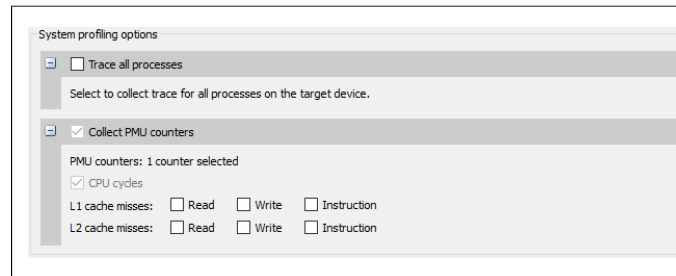 System profiling options
Trace all processes
Select to collect trace for all processes on the target device.
Collect PMU counters
PMU counters: 1 counter selected
CPU cycles
L1 cache misses: Read Write Instruction
L2 cache misses: Read Write Instruction